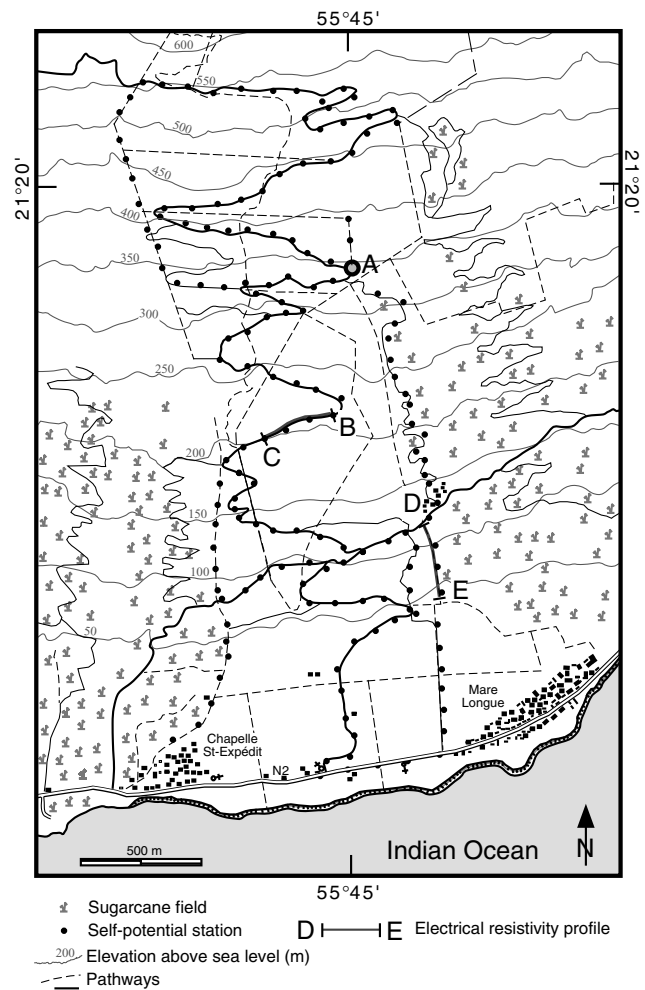 55°45'
600
550
500
21°20'
21°20'
450
400
A
350
300
250
B
C
200
D
150
100
E
50
Mare
Longue
Chapelle
St-Expédit
N2
500 m
Indian Ocean
N
55°45'
Sugarcane field
Self-potential station
D E Electrical resistivity profile
200 Elevation above sea level (m)
Pathways